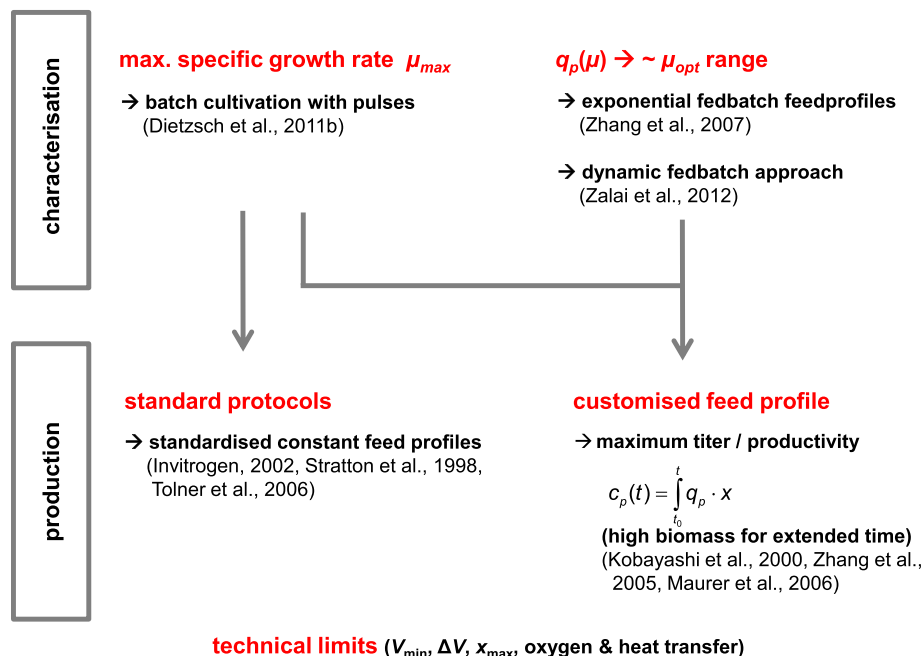 characterisation
max. specific growth rate μmax
→ batch cultivation with pulses
(Dietzsch et al., 2011b)
qp(μ) → ~ μopt range
→ exponential fedbatch feedprofiles
(Zhang et al., 2007)
→ dynamic fedbatch approach
(Zalai et al., 2012)
production
standard protocols
→ standardised constant feed profiles
(Invitrogen, 2002, Stratton et al., 1998,
Tolner et al., 2006)
customised feed profile
→ maximum titer / productivity
cp(t) = ∫t0t qp · x
(high biomass for extended time)
(Kobayashi et al., 2000, Zhang et al.,
2005, Maurer et al., 2006)
technical limits (Vmin, ΔV, xmax, oxygen & heat transfer)